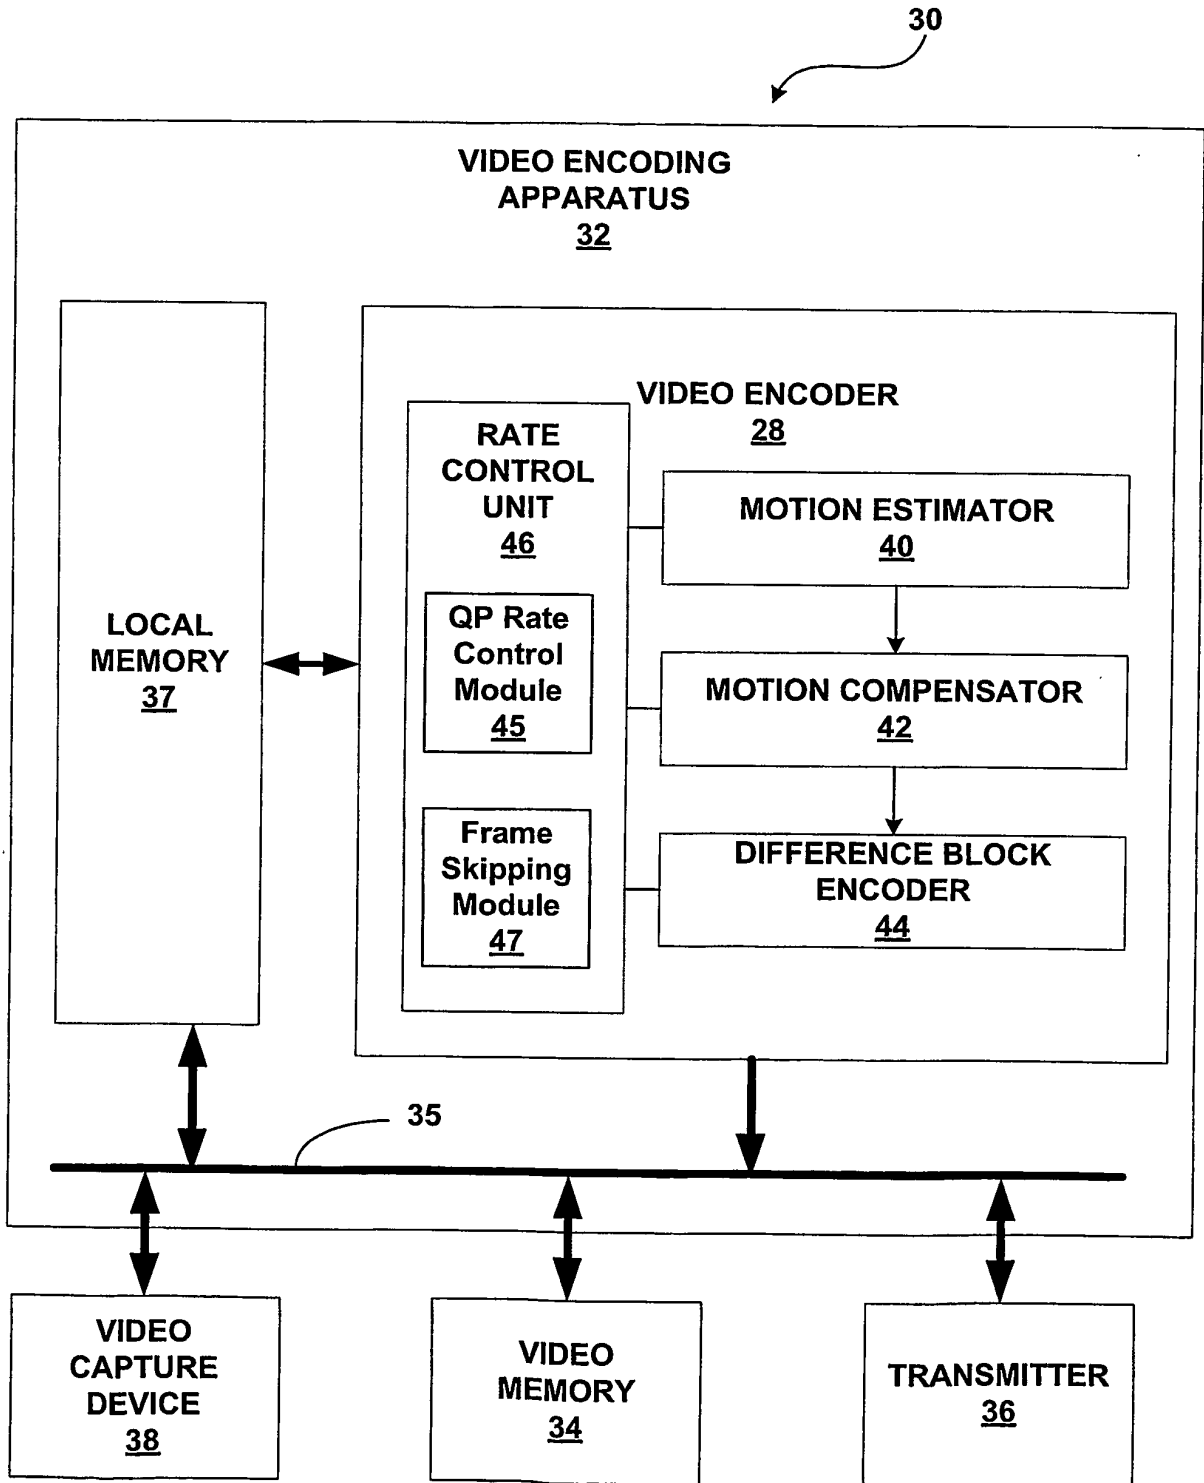 30
VIDEO ENCODING
APPARATUS
32
VIDEO ENCODER
28
RATE
CONTROL
UNIT
46
MOTION ESTIMATOR
40
QP Rate
Control
Module
45
LOCAL
MEMORY
37
MOTION COMPENSATOR
42
Frame
Skipping
Module
47
DIFFERENCE BLOCK
ENCODER
44
35
VIDEO
CAPTURE
DEVICE
38
VIDEO
MEMORY
34
TRANSMITTER
36